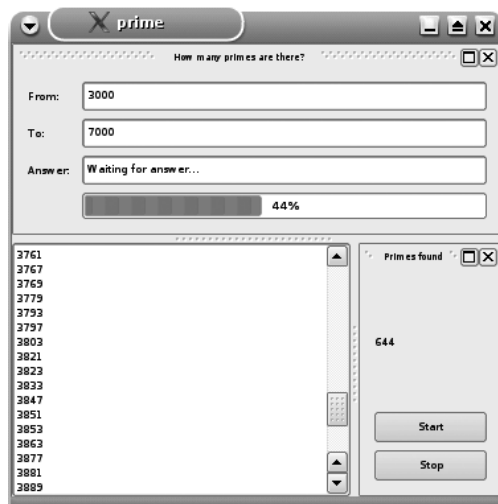 prime
How many primes are there?
From:
3000
To:
7000
Answer:
Waiting for answer...
44%
3761
3767
3769
3779
3793
3797
3803
3821
3823
3833
3847
3851
3853
3863
3877
3881
3889
Primes found
644
Start
Stop